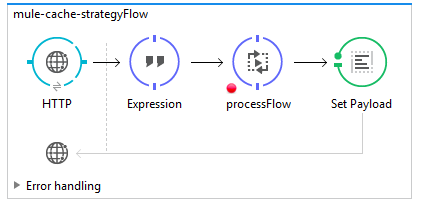 mule-cache-strategyFlow
HTTP
Expression
processFlow
Set Payload
Error handling